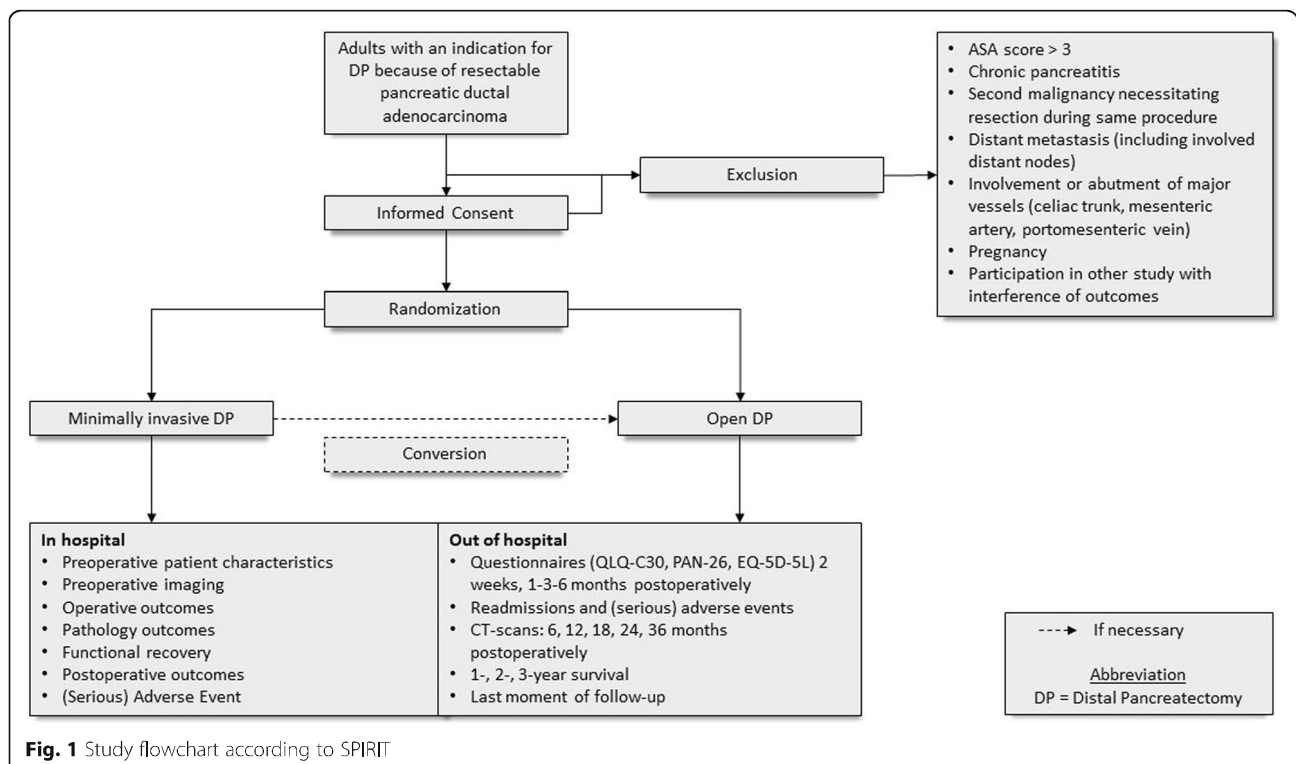 Adults with an indication for
DP because of resectable
pancreatic ductal
adenocarcinoma
• ASA score > 3
• Chronic pancreatitis
• Second malignancy necessitating
resection during same procedure
• Distant metastasis (including involved
distant nodes)
• Involvement or abutment of major
vessels (celiac trunk, mesenteric
artery, portomesenteric vein)
• Pregnancy
• Participation in other study with
interference of outcomes
Exclusion
Informed Consent
Randomization
Minimally invasive DP
Open DP
Conversion
In hospital
• Preoperative patient characteristics
• Preoperative imaging
• Operative outcomes
• Pathology outcomes
• Functional recovery
• Postoperative outcomes
• (Serious) Adverse Event
Out of hospital
• Questionnaires (QLQ-C30, PAN-26, EQ-5D-5L) 2
weeks, 1-3-6 months postoperatively
• Readmissions and (serious) adverse events
• CT-scans: 6, 12, 18, 24, 36 months
postoperatively
• 1-, 2-, 3-year survival
• Last moment of follow-up
If necessary
Abbreviation
DP = Distal Pancreatectomy
Fig. 1 Study flowchart according to SPIRIT